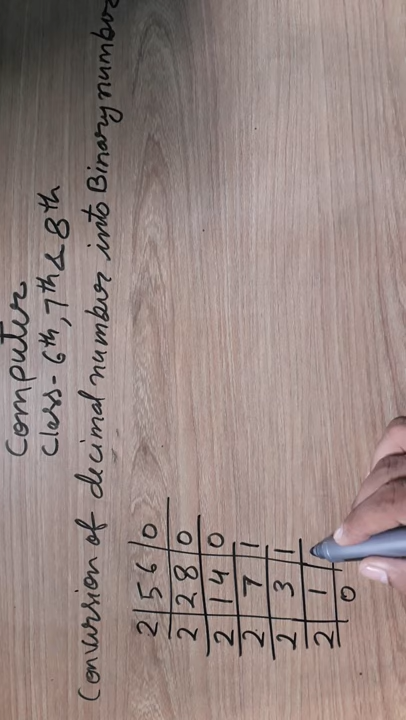 Computer
Class - 6th, 7th & 8th
Conversion of decimal number into Binary number
2 56 0
2 28 0
2 14 0
2 7 1
2 3 1
2 1
0